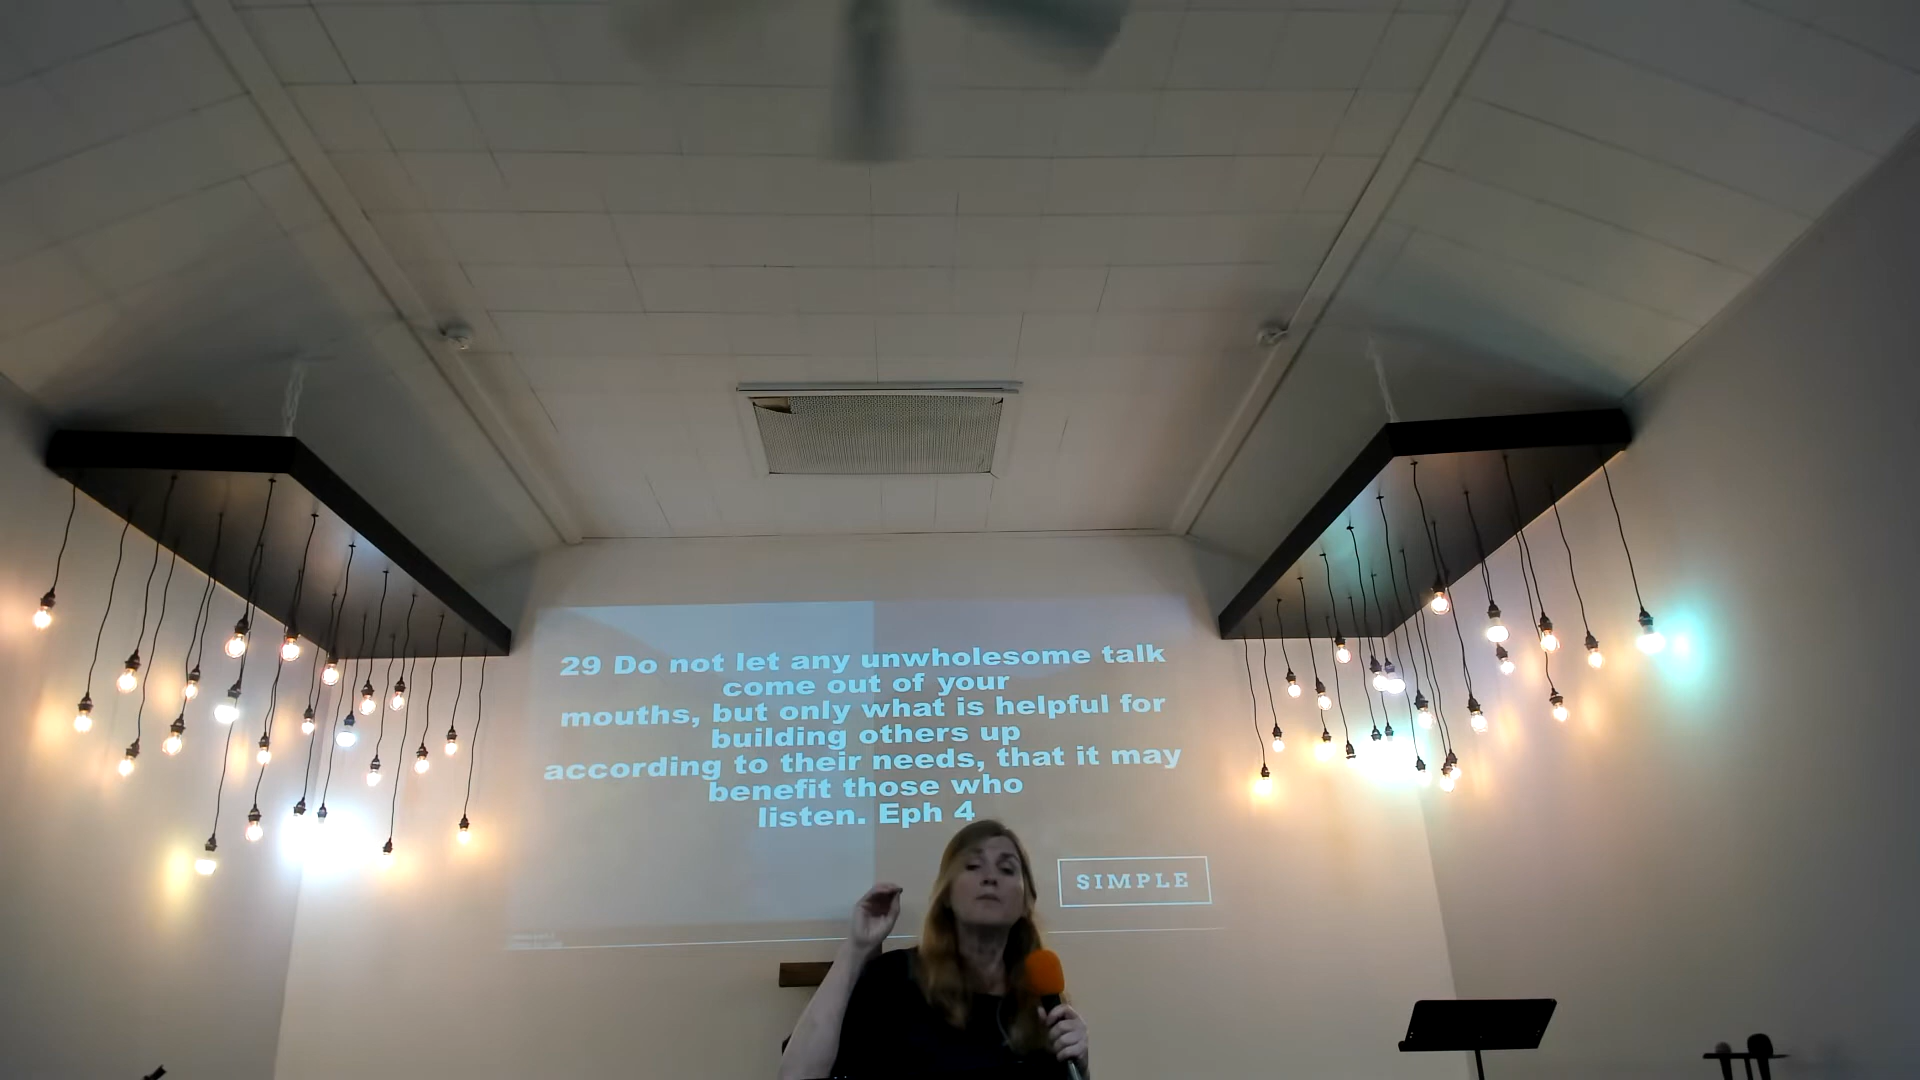 29 Do not let any unwholesome talk
come out of your
mouths, but only what is helpful for
building others up
according to their needs, that it may
benefit those who
listen. Eph 4
SIMPLE